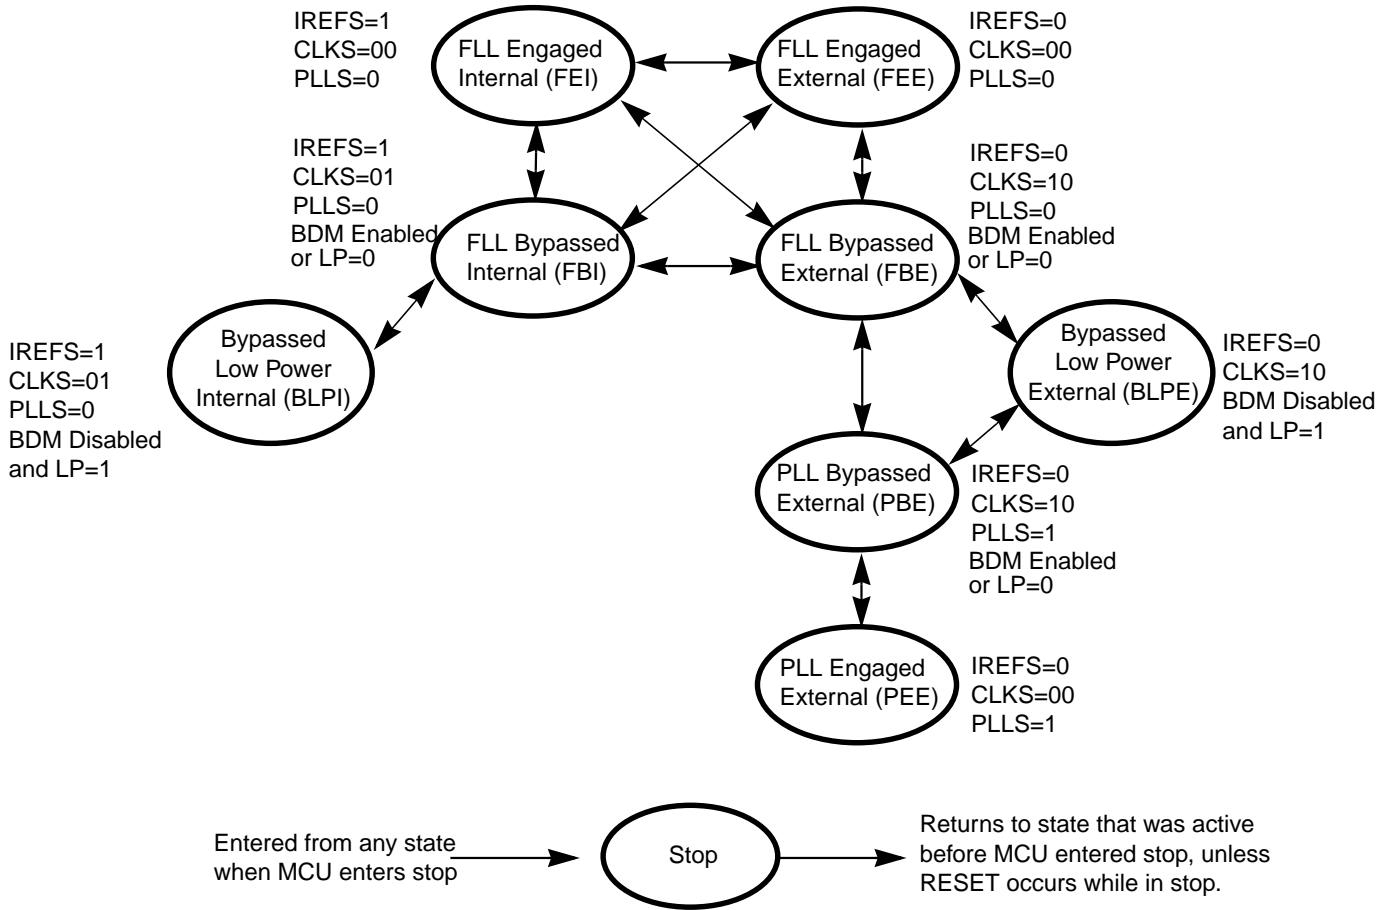 IREFS=1
CLKS=00
PLLS=0
FLL Engaged
Internal (FEI)
FLL Engaged
External (FEE)
IREFS=0
CLKS=00
PLLS=0
IREFS=1
CLKS=01
PLLS=0
BDM Enabled
or LP=0
FLL Bypassed
Internal (FBI)
FLL Bypassed
External (FBE)
IREFS=0
CLKS=10
PLLS=0
BDM Enabled
or LP=0
IREFS=1
CLKS=01
PLLS=0
BDM Disabled
and LP=1
Bypassed
Low Power
Internal (BLPI)
Bypassed
Low Power
External (BLPE)
IREFS=0
CLKS=10
BDM Disabled
and LP=1
PLL Bypassed
External (PBE)
IREFS=0
CLKS=10
PLLS=1
BDM Enabled
or LP=0
PLL Engaged
External (PEE)
IREFS=0
CLKS=00
PLLS=1
Entered from any state
when MCU enters stop
Stop
Returns to state that was active
before MCU entered stop, unless
RESET occurs while in stop.